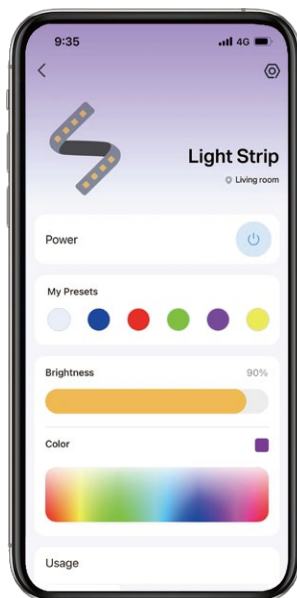 9:35
4G
Light Strip
Living room
Power
My Presets
Brightness 90%
Color
Usage